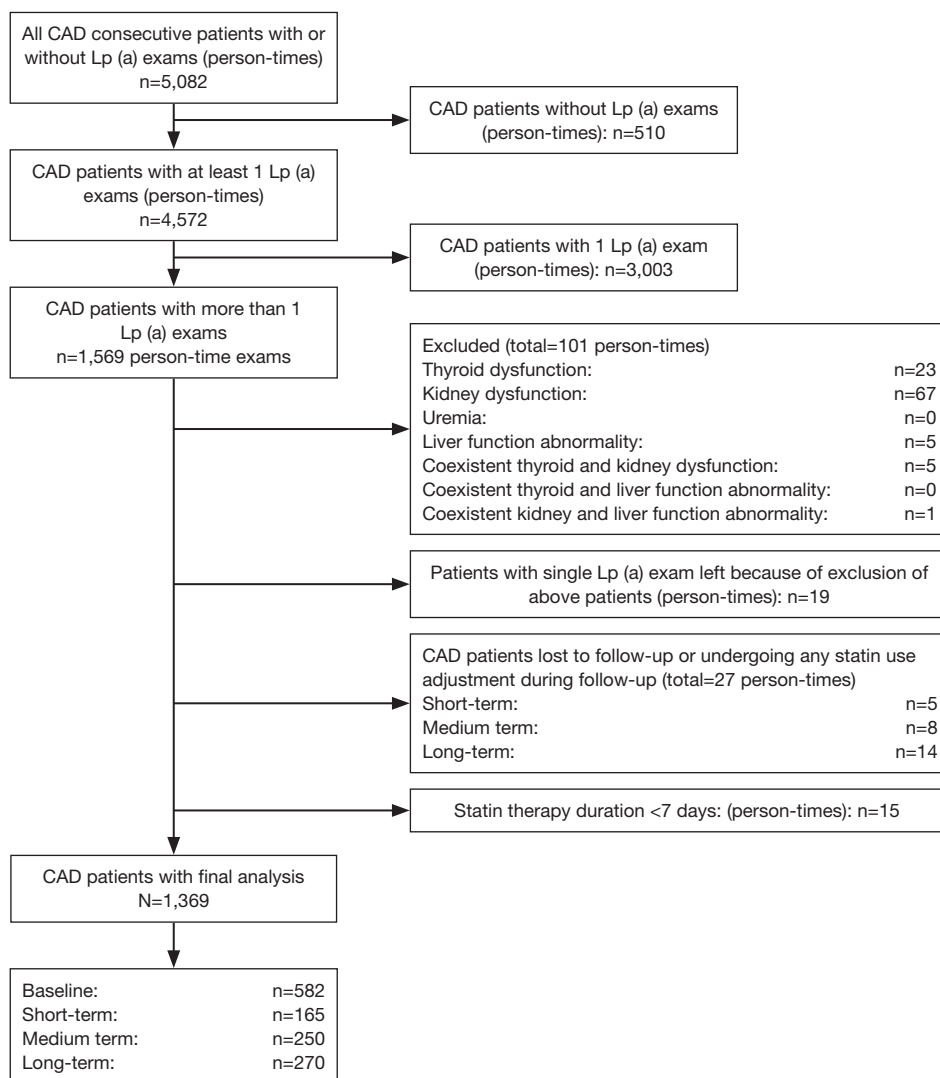 All CAD consecutive patients with or
without Lp (a) exams (person-times)
n=5,082
CAD patients without Lp (a) exams
(person-times): n=510
CAD patients with at least 1 Lp (a)
exams (person-times)
n=4,572
CAD patients with 1 Lp (a) exam
(person-times): n=3,003
CAD patients with more than 1
Lp (a) exams
n=1,569 person-time exams
Excluded (total=101 person-times)
Thyroid dysfunction: n=23
Kidney dysfunction: n=67
Uremia: n=0
Liver function abnormality: n=5
Coexistent thyroid and kidney dysfunction: n=5
Coexistent thyroid and liver function abnormality: n=0
Coexistent kidney and liver function abnormality: n=1
Patients with single Lp (a) exam left because of exclusion of
above patients (person-times): n=19
CAD patients lost to follow-up or undergoing any statin use
adjustment during follow-up (total=27 person-times)
Short-term: n=5
Medium term: n=8
Long-term: n=14
Statin therapy duration <7 days: (person-times): n=15
CAD patients with final analysis
N=1,369
Baseline: n=582
Short-term: n=165
Medium term: n=250
Long-term: n=270